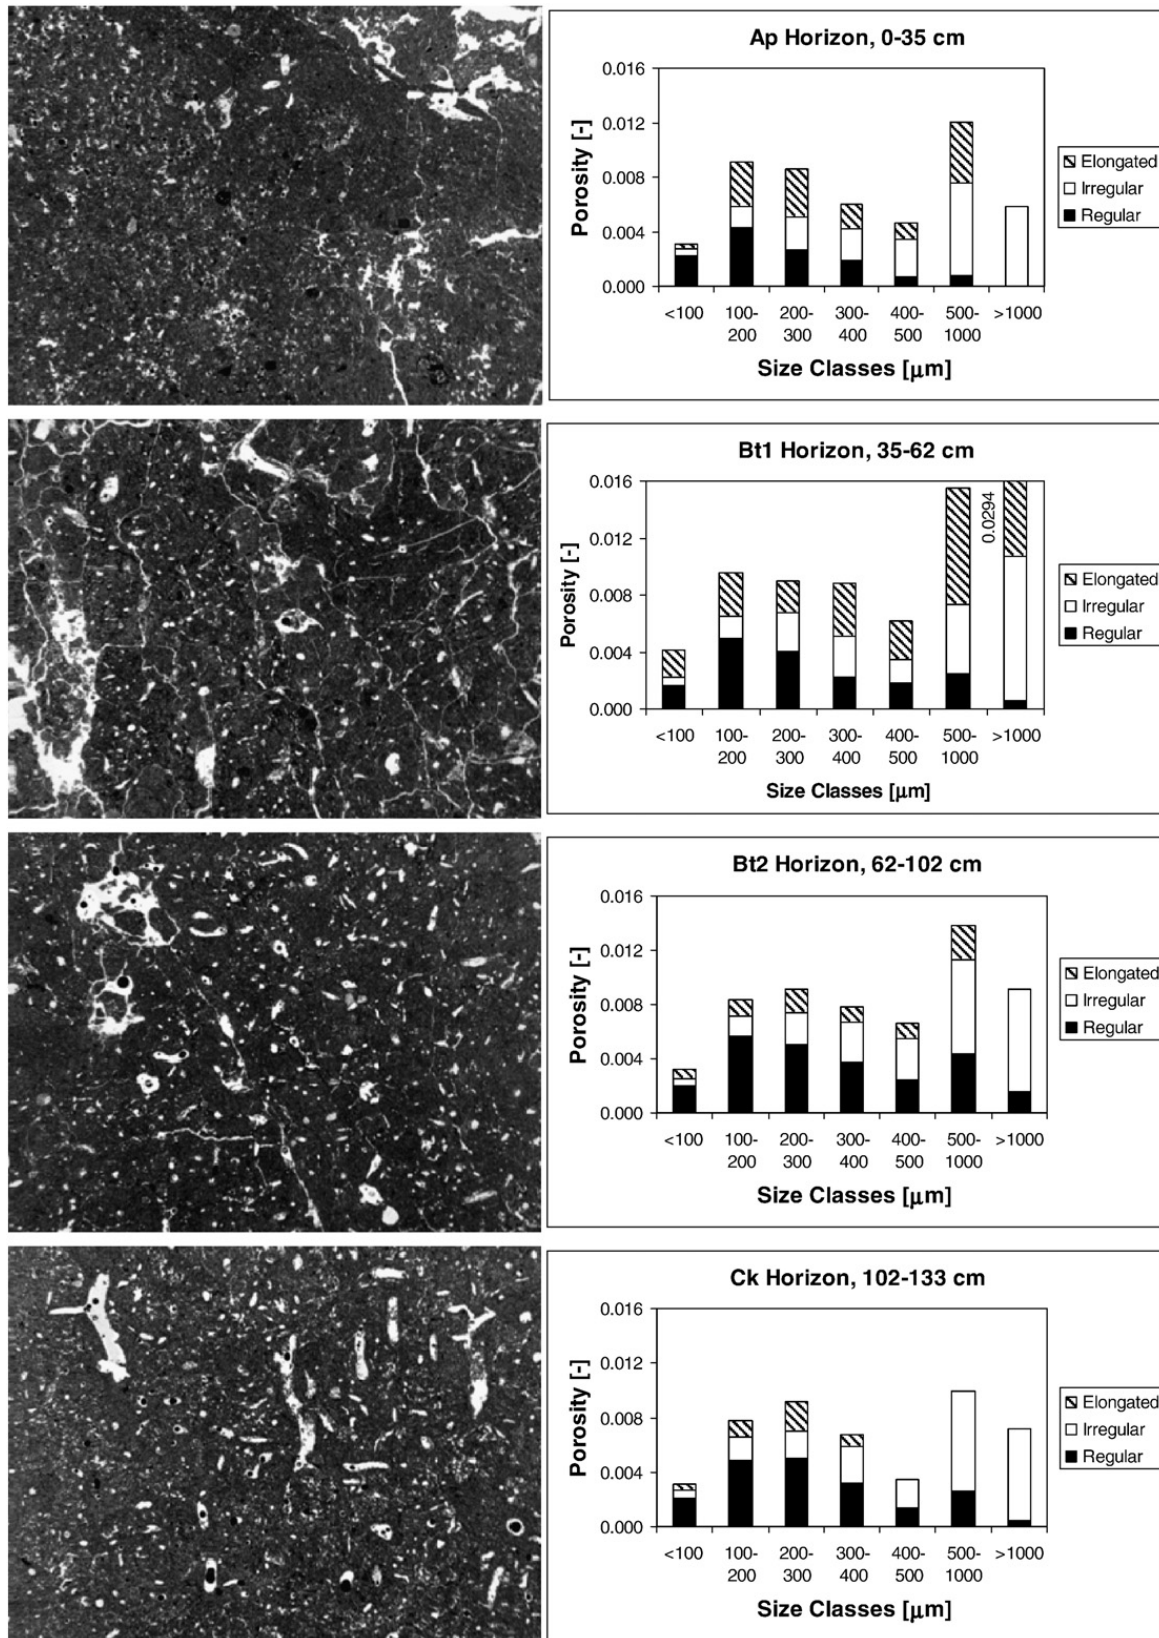 Ap Horizon, 0-35 cm
0.016
0.012
0.008
0.004
0.000
Porosity [-]
<100 100-200 200-300 300-400 400-500 500-1000 >1000
Size Classes [μm]
Elongated
Irregular
Regular
Bt1 Horizon, 35-62 cm
0.016
0.012
0.008
0.004
0.000
Porosity [-]
0.0294
<100 100-200 200-300 300-400 400-500 500-1000 >1000
Size Classes [μm]
Elongated
Irregular
Regular
Bt2 Horizon, 62-102 cm
0.016
0.012
0.008
0.004
0.000
Porosity [-]
<100 100-200 200-300 300-400 400-500 500-1000 >1000
Size Classes [μm]
Elongated
Irregular
Regular
Ck Horizon, 102-133 cm
0.016
0.012
0.008
0.004
0.000
Porosity [-]
<100 100-200 200-300 300-400 400-500 500-1000 >1000
Size Classes [μm]
Elongated
Irregular
Regular